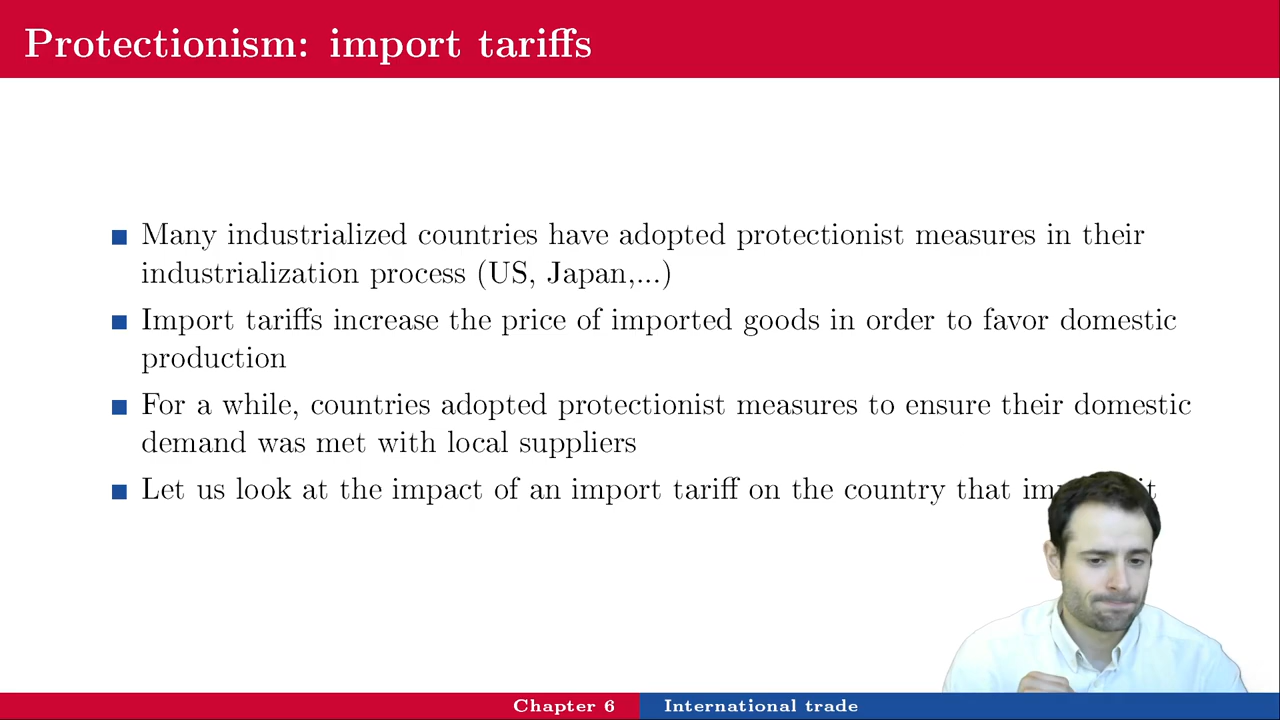 Protectionism: import tariffs
Many industrialized countries have adopted protectionist measures in their
industrialization process (US, Japan,...)
Import tariffs increase the price of imported goods in order to favor domestic
production
For a while, countries adopted protectionist measures to ensure their domestic
demand was met with local suppliers
Let us look at the impact of an import tariff on the country that it
Chapter 6 International trade